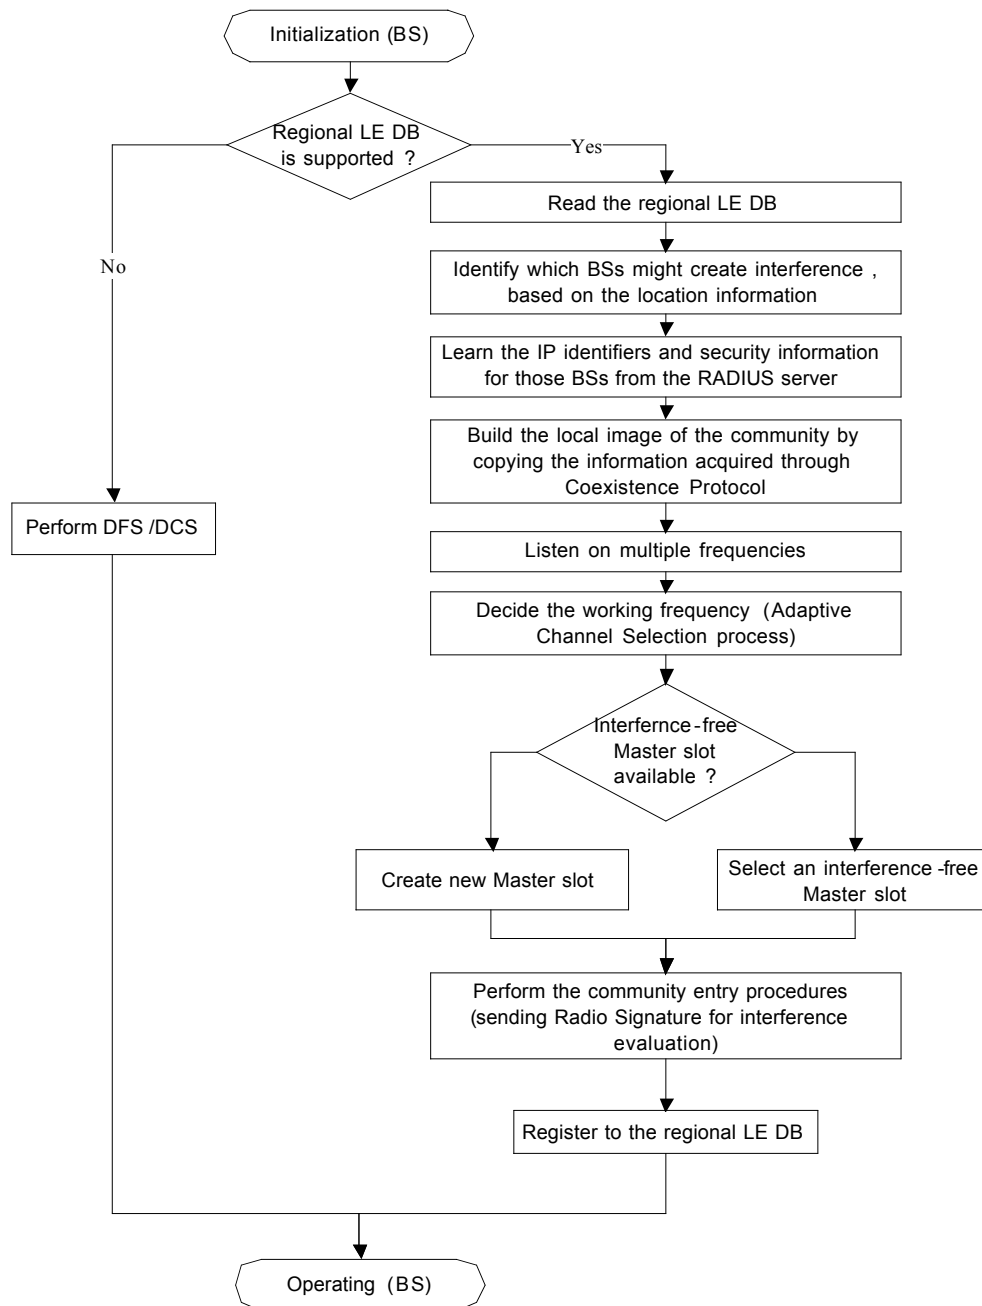 Initialization (BS)
Regional LE DB
is supported ?
Yes
Read the regional LE DB
No
Identify which BSs might create interference ,
based on the location information
Learn the IP identifiers and security information
for those BSs from the RADIUS server
Build the local image of the community by
copying the information acquired through
Coexistence Protocol
Perform DFS /DCS
Listen on multiple frequencies
Decide the working frequency (Adaptive
Channel Selection process)
Interfernce-free
Master slot
available ?
Create new Master slot
Select an interference-free
Master slot
Perform the community entry procedures
(sending Radio Signature for interference
evaluation)
Register to the regional LE DB
Operating (BS)